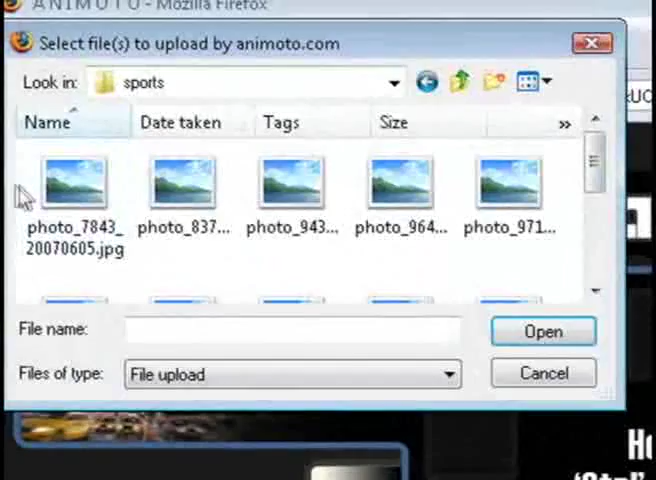 ANIMOTO - Mozilla Firefox
Select file(s) to upload by animoto.com
Look in: sports
Name Date taken Tags Size »
photo_7843_
20070605.jpg
photo_837... photo_943... photo_964... photo_971...
File name: Open
Files of type: File upload Cancel